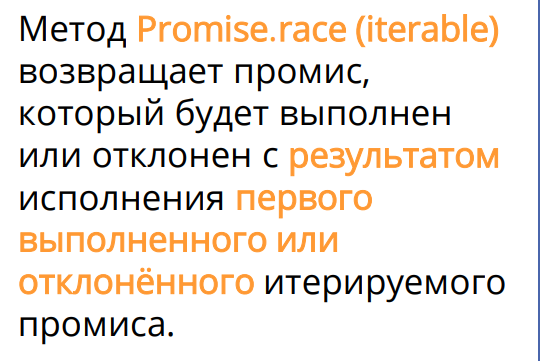 Метод Promise.race (iterable)
возвращает промис,
который будет выполнен
или отклонен с результатом
исполнения первого
выполненного или
отклонённого итерируемого
промиса.